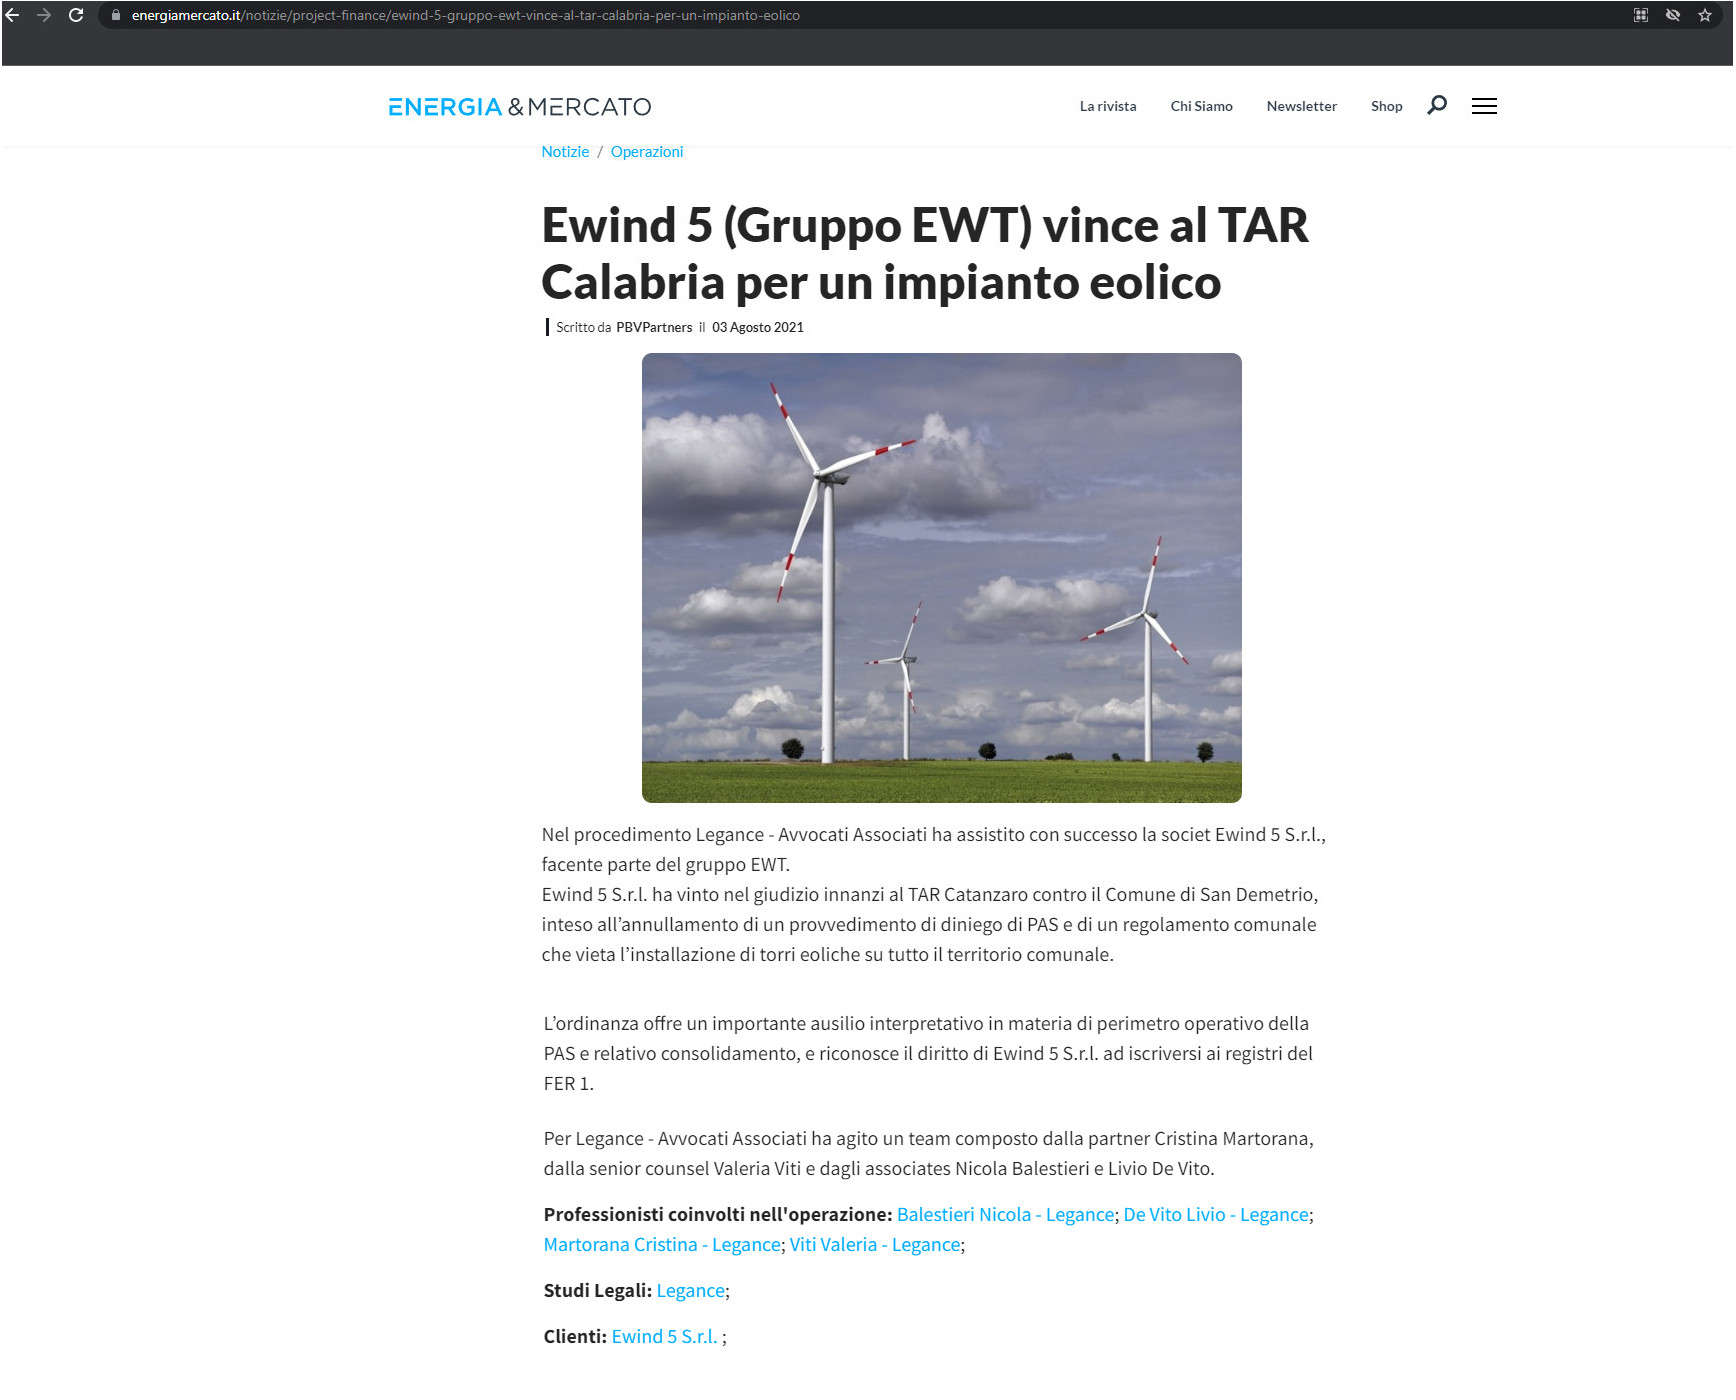 energiamercato.it/notizie/project-finance/ewind-5-gruppo-ewt-vince-al-tar-calabria-per-un-impianto-eolico
ENERGIA &MERCATO
La rivista
Chi Siamo
Newsletter
Shop
Notizie / Operazioni
Ewind 5 (Gruppo EWT) vince al TAR
Calabria per un impianto eolico
Scritto da PBVPartners il 03 Agosto 2021
Nel procedimento Legance - Avvocati Associati ha assistito con successo la societ Ewind 5 S.r.l.,
facente parte del gruppo EWT.
Ewind 5 S.r.l. ha vinto nel giudizio innanzi al TAR Catanzaro contro il Comune di San Demetrio,
inteso all’annullamento di un provvedimento di diniego di PAS e di un regolamento comunale
che vieta l’installazione di torri eoliche su tutto il territorio comunale.
L’ordinanza offre un importante ausilio interpretativo in materia di perimetro operativo della
PAS e relativo consolidamento, e riconosce il diritto di Ewind 5 S.r.l. ad iscriversi ai registri del
FER 1.
Per Legance - Avvocati Associati ha agito un team composto dalla partner Cristina Martorana,
dalla senior counsel Valeria Viti e dagli associates Nicola Balestieri e Livio De Vito.
Professionisti coinvolti nell'operazione: Balestieri Nicola - Legance; De Vito Livio - Legance;
Martorana Cristina - Legance; Viti Valeria - Legance;
Studi Legali: Legance;
Clienti: Ewind 5 S.r.l. ;